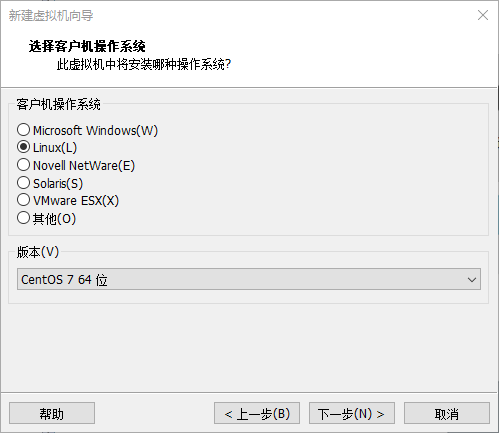 新建虚拟机向导
选择客户机操作系统
此虚拟机中将安装哪种操作系统?
客户机操作系统
Microsoft Windows(W)
Linux(L)
Novell NetWare(E)
Solaris(S)
VMware ESX(X)
其他(O)
版本(V)
CentOS 7 64 位
帮助
< 上一步(B)
下一步(N) >
取消